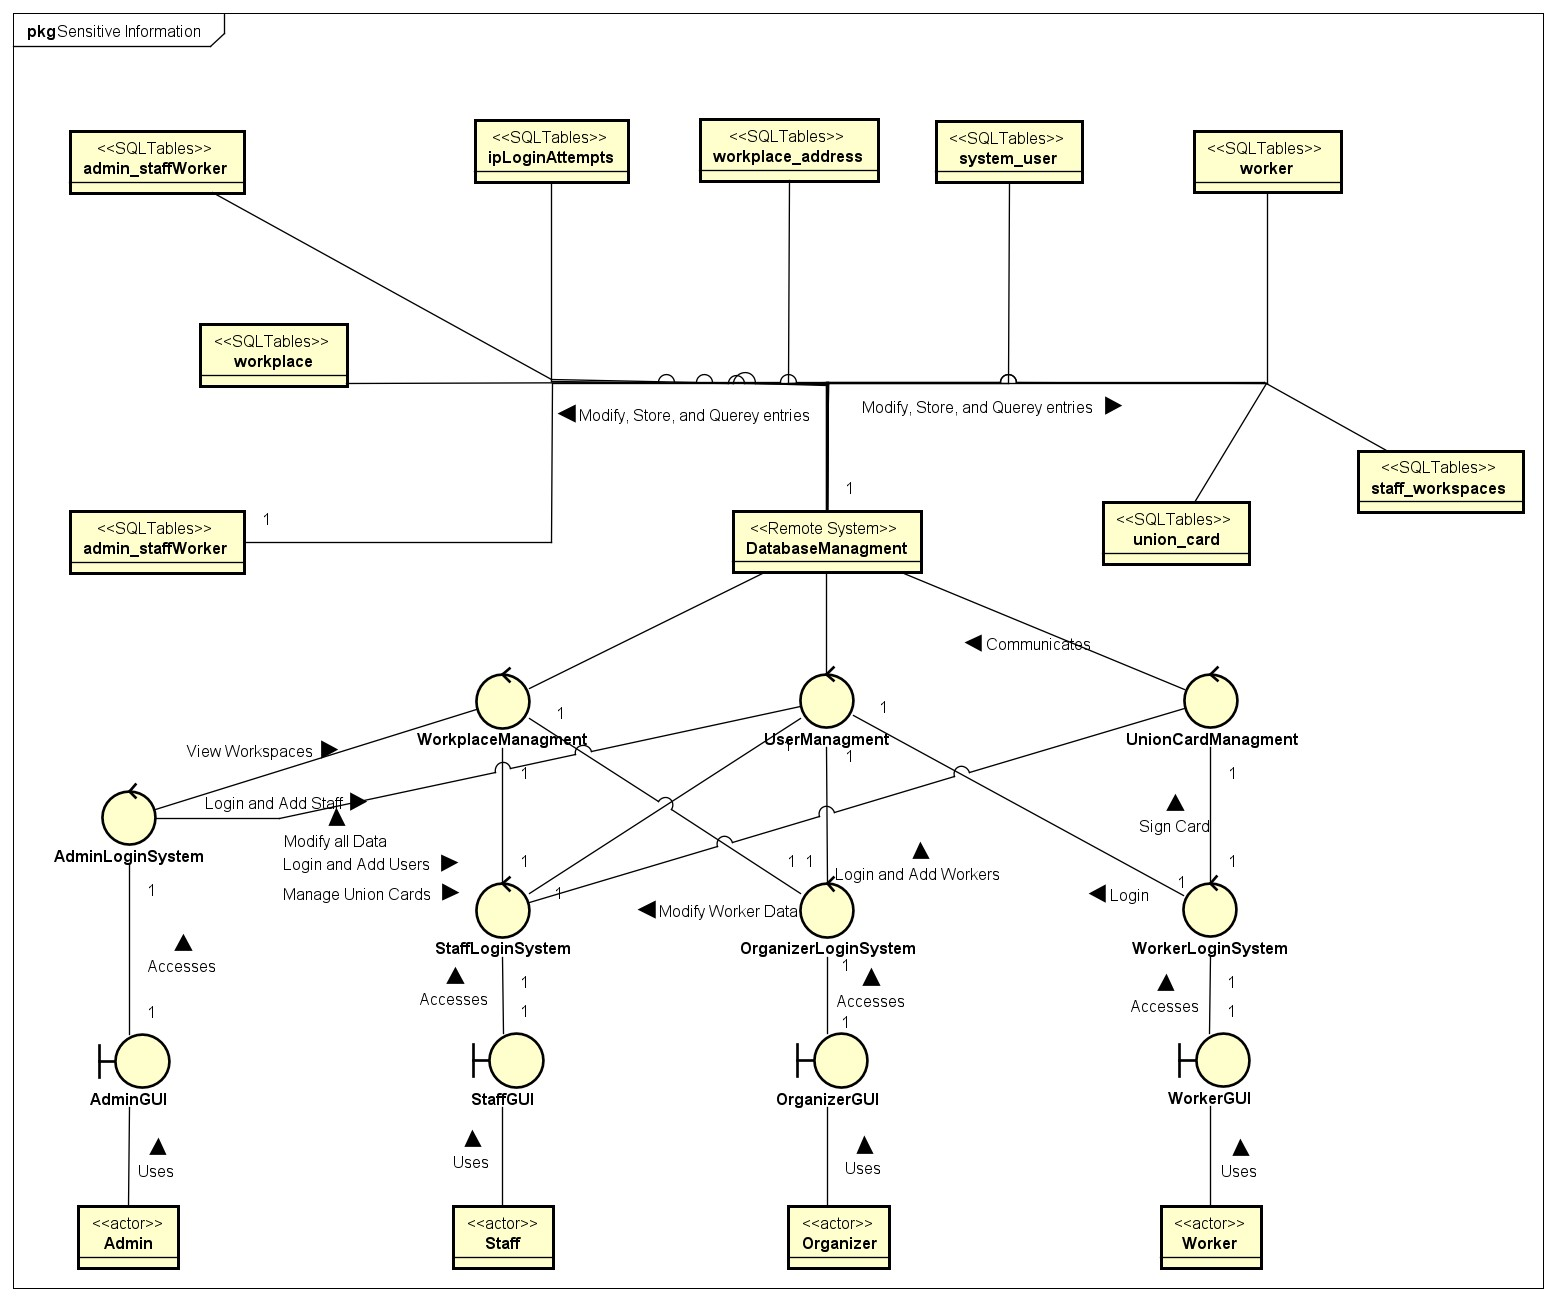 pkg Sensitive Information
<<SQLTables>>
admin_staffWorker
<<SQLTables>>
ipLoginAttempts
<<SQLTables>>
workplace_address
<<SQLTables>>
system_user
<<SQLTables>>
worker
<<SQLTables>>
workplace
Modify, Store, and Querey entries
Modify, Store, and Querey entries
<<SQLTables>>
staff_workspaces
1
1
<<SQLTables>>
admin_staffWorker
<<Remote System>>
DatabaseManagment
<<SQLTables>>
union_card
Communicates
WorkplaceManagment
1
UserManagment
1
UnionCardManagment
View Workspaces
1
1
1
1
Login and Add Staff
Modify all Data
Login and Add Users
Manage Union Cards
Sign Card
AdminLoginSystem
1
1
1
1
Login and Add Workers
1
1
1
Modify Worker Data
Login
StaffLoginSystem
OrganizerLoginSystem
WorkerLoginSystem
Accesses
1
Accesses
1
1
Accesses
1
1
Accesses
1
1
AdminGUI
StaffGUI
OrganizerGUI
WorkerGUI
Uses
Uses
Uses
Uses
<<actor>>
Admin
<<actor>>
Staff
<<actor>>
Organizer
<<actor>>
Worker